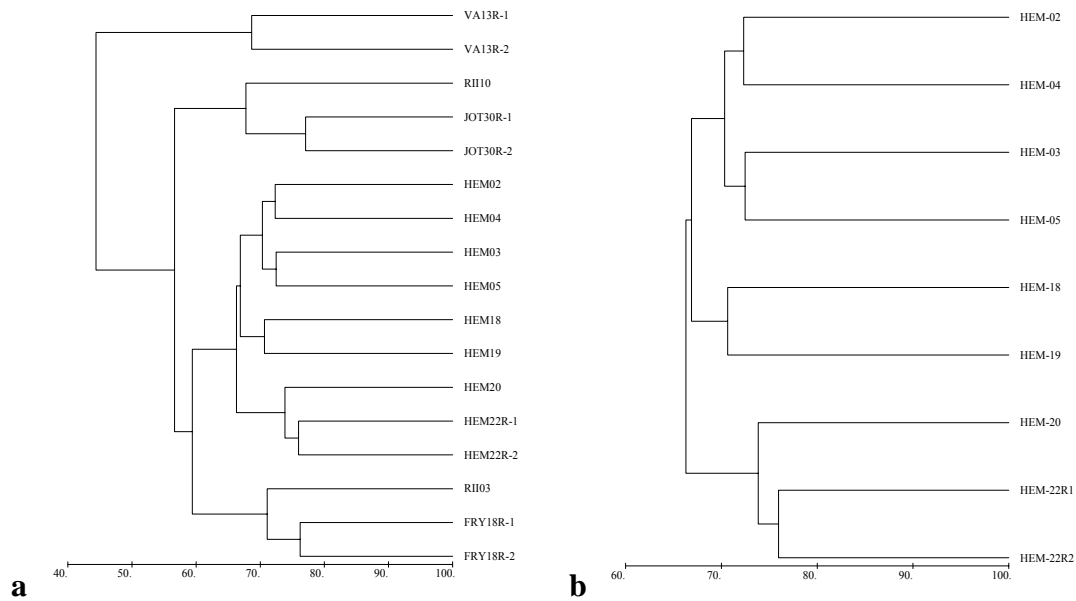 VA13R-1
VA13R-2
RII10
JOT30R-1
JOT30R-2
HEM02
HEM04
HEM03
HEM05
HEM18
HEM19
HEM20
HEM22R-1
HEM22R-2
RII03
FRY18R-1
FRY18R-2
40. 50. 60. 70. 80. 90. 100.
a
HEM-02
HEM-04
HEM-03
HEM-05
HEM-18
HEM-19
HEM-20
HEM-22R1
HEM-22R2
60. 70. 80. 90. 100.
b